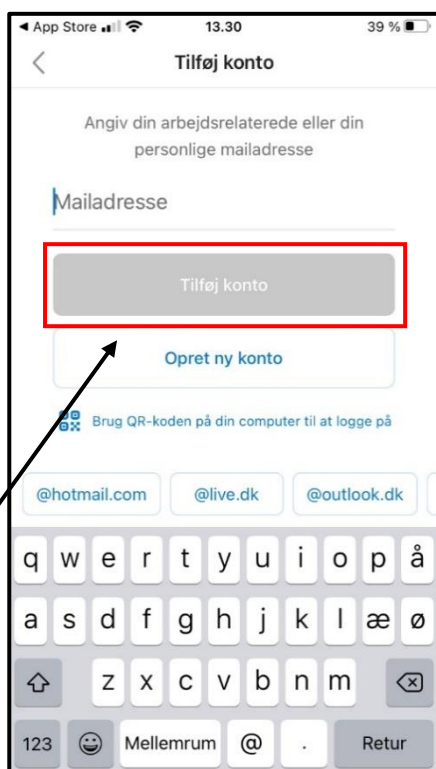 App Store 13.30 39 %
Tilføj konto
Angiv din arbejdsrelaterede eller din
personlige mailadresse
Mailadresse
Tilføj konto
Opret ny konto
Brug QR-koden på din computer til at logge på
@hotmail.com @live.dk @outlook.dk
q w e r t y u i o p å
a s d f g h j k l æ ø
z x c v b n m
123 Mellemrum @ . Retur